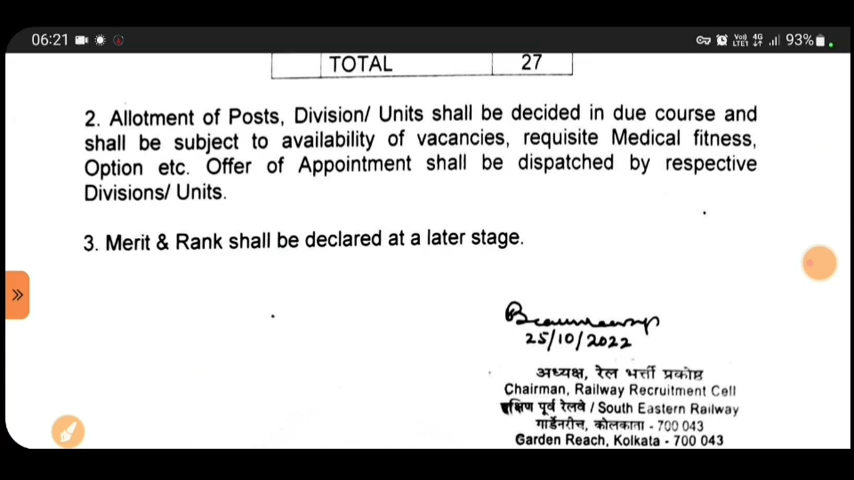 06:21
VoI) LTE1 4G 93%
TOTAL 27
2. Allotment of Posts, Division/ Units shall be decided in due course and
shall be subject to availability of vacancies, requisite Medical fitness,
Option etc. Offer of Appointment shall be dispatched by respective
Divisions/ Units.
3. Merit & Rank shall be declared at a later stage.
25/10/2022
अध्यक्ष, रेल भर्ती प्रकोष्ठ
Chairman, Railway Recruitment Cell
दक्षिण पूर्व रेलवे / South Eastern Railway
गार्डेनरीच, कोलकाता - 700 043
Garden Reach, Kolkata - 700 043